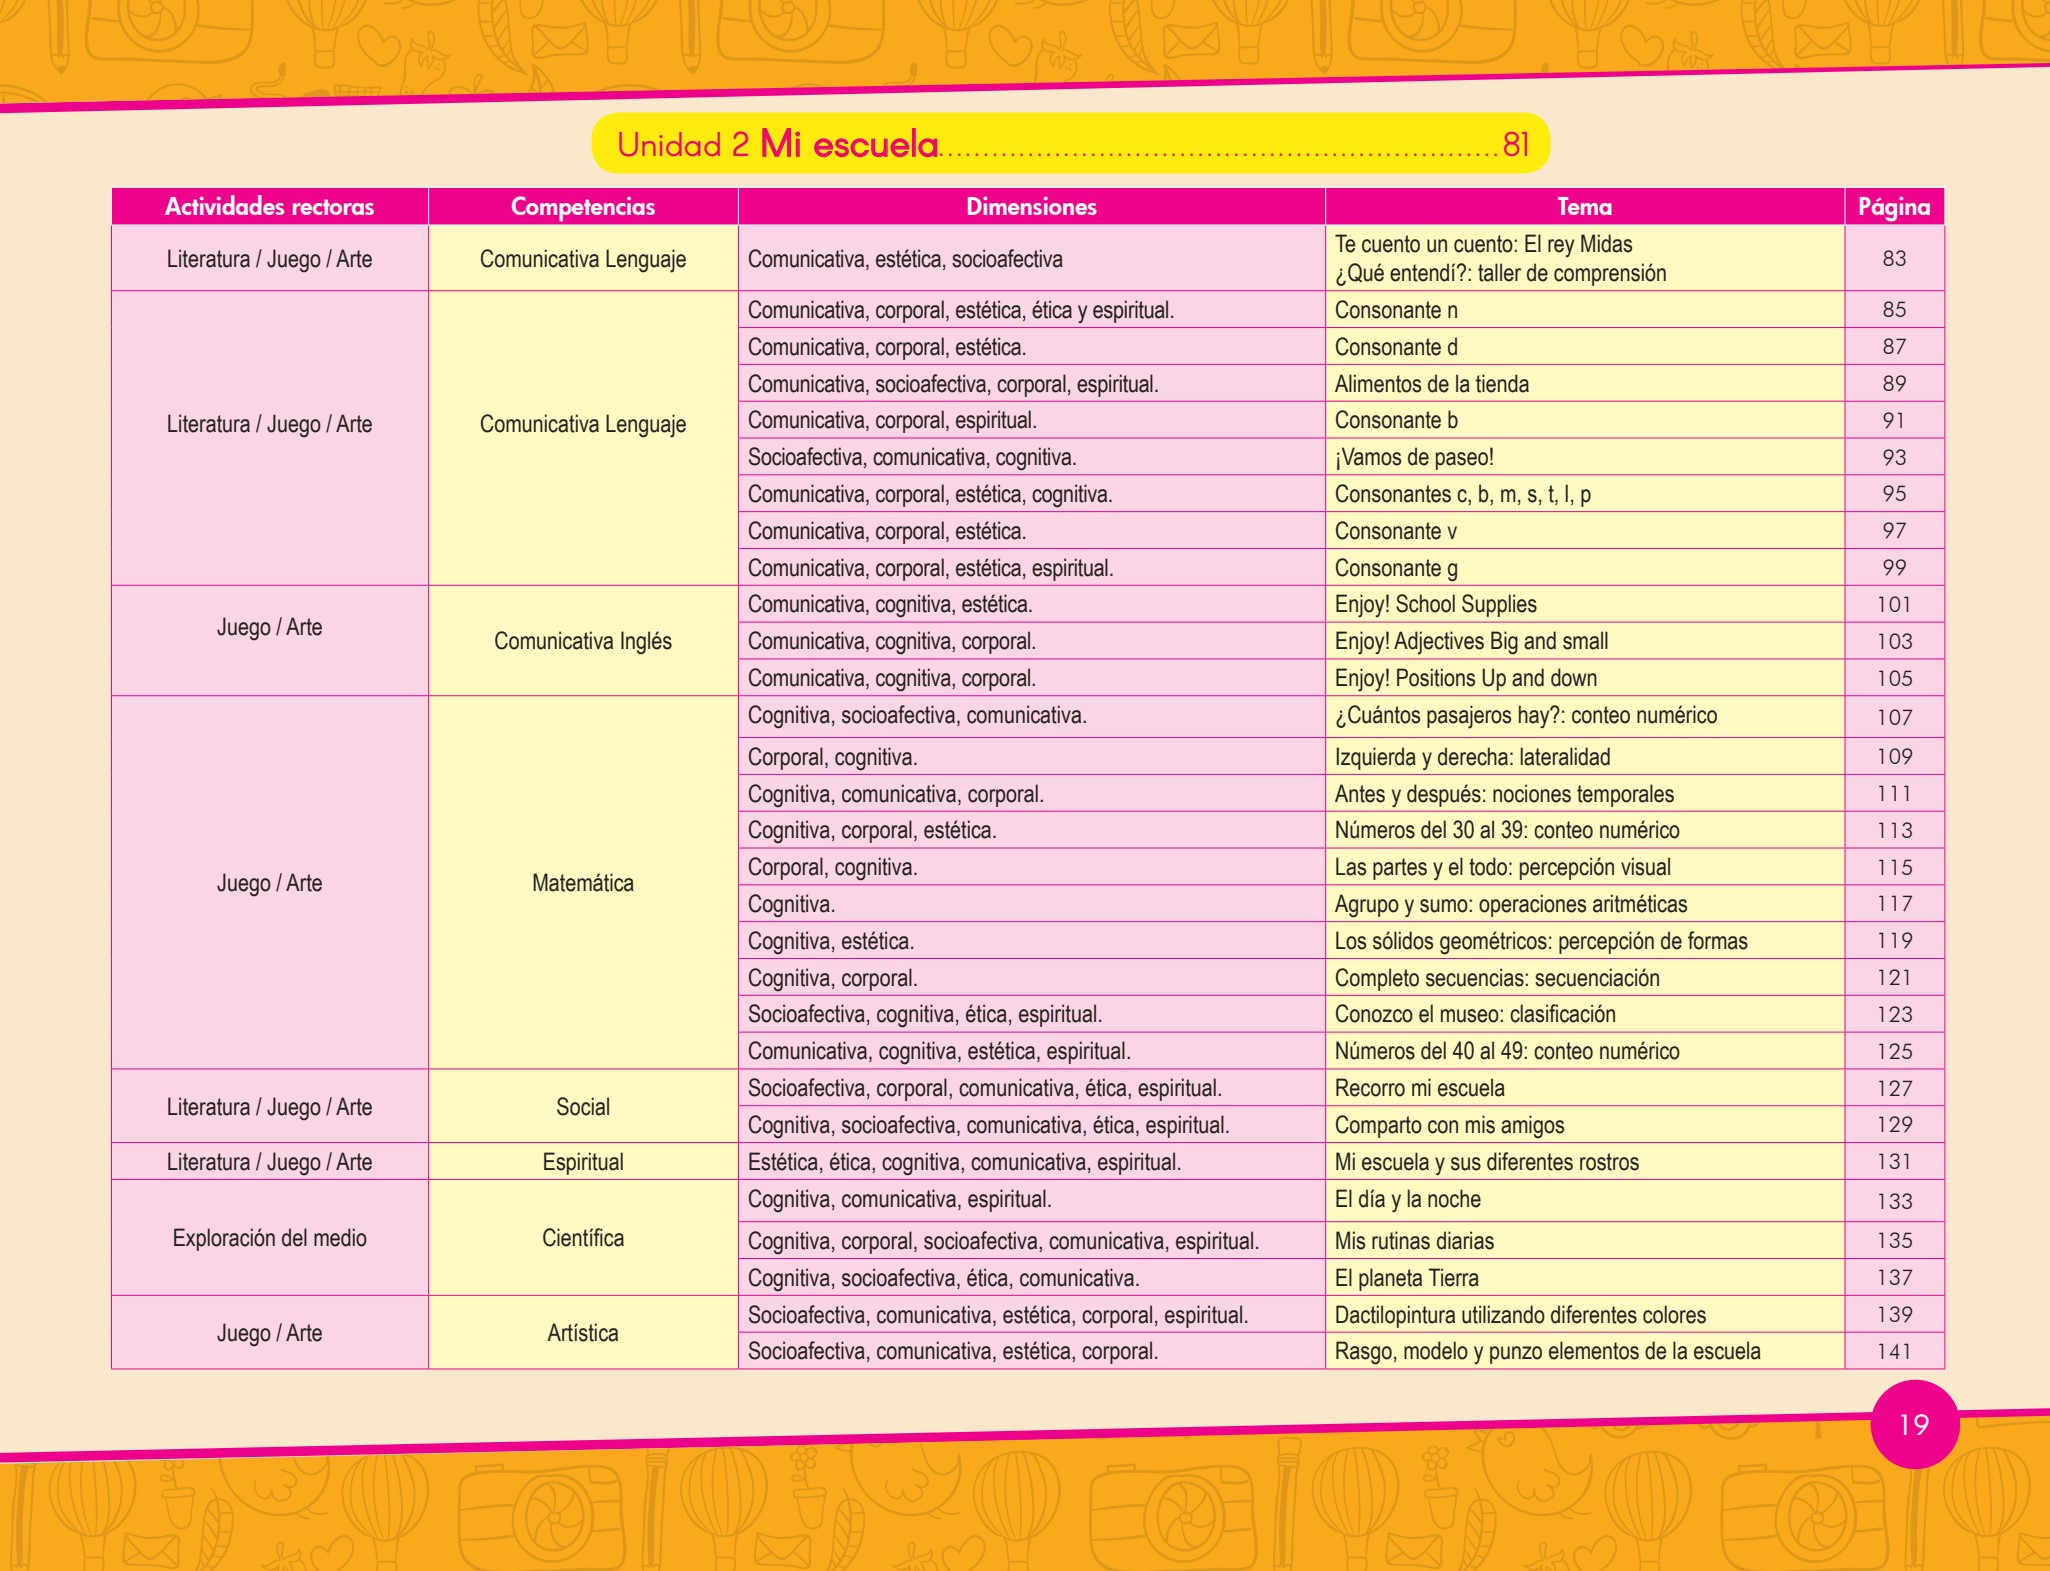 Unidad 2 Mi escuela.................................................................81
Actividades rectoras Competencias Dimensiones Tema Página
Literatura / Juego / Arte Comunicativa Lenguaje Comunicativa, estética, socioafectiva Te cuento un cuento: El rey Midas 83
¿Qué entendí?: taller de comprensión
Literatura / Juego / Arte Comunicativa Lenguaje Comunicativa, corporal, estética, ética y espiritual. Consonante n 85
Comunicativa, corporal, estética. Consonante d 87
Comunicativa, socioafectiva, corporal, espiritual. Alimentos de la tienda 89
Comunicativa, corporal, espiritual. Consonante b 91
Socioafectiva, comunicativa, cognitiva. ¡Vamos de paseo! 93
Comunicativa, corporal, estética, cognitiva. Consonantes c, b, m, s, t, l, p 95
Comunicativa, corporal, estética. Consonante v 97
Comunicativa, corporal, estética, espiritual. Consonante g 99
Juego / Arte Comunicativa Inglés Comunicativa, cognitiva, estética. Enjoy! School Supplies 101
Comunicativa, cognitiva, corporal. Enjoy! Adjectives Big and small 103
Comunicativa, cognitiva, corporal. Enjoy! Positions Up and down 105
Juego / Arte Matemática Cognitiva, socioafectiva, comunicativa. ¿Cuántos pasajeros hay?: conteo numérico 107
Corporal, cognitiva. Izquierda y derecha: lateralidad 109
Cognitiva, comunicativa, corporal. Antes y después: nociones temporales 111
Cognitiva, corporal, estética. Números del 30 al 39: conteo numérico 113
Corporal, cognitiva. Las partes y el todo: percepción visual 115
Cognitiva. Agrupo y sumo: operaciones aritméticas 117
Cognitiva, estética. Los sólidos geométricos: percepción de formas 119
Cognitiva, corporal. Completo secuencias: secuenciación 121
Socioafectiva, cognitiva, ética, espiritual. Conozco el museo: clasificación 123
Comunicativa, cognitiva, estética, espiritual. Números del 40 al 49: conteo numérico 125
Literatura / Juego / Arte Social Socioafectiva, corporal, comunicativa, ética, espiritual. Recorro mi escuela 127
Cognitiva, socioafectiva, comunicativa, ética, espiritual. Comparto con mis amigos 129
Literatura / Juego / Arte Espiritual Estética, ética, cognitiva, comunicativa, espiritual. Mi escuela y sus diferentes rostros 131
Exploración del medio Científica Cognitiva, comunicativa, espiritual. El día y la noche 133
Cognitiva, corporal, socioafectiva, comunicativa, espiritual. Mis rutinas diarias 135
Cognitiva, socioafectiva, ética, comunicativa. El planeta Tierra 137
Juego / Arte Artística Socioafectiva, comunicativa, estética, corporal, espiritual. Dactilopintura utilizando diferentes colores 139
Socioafectiva, comunicativa, estética, corporal. Rasgo, modelo y punzo elementos de la escuela 141
19